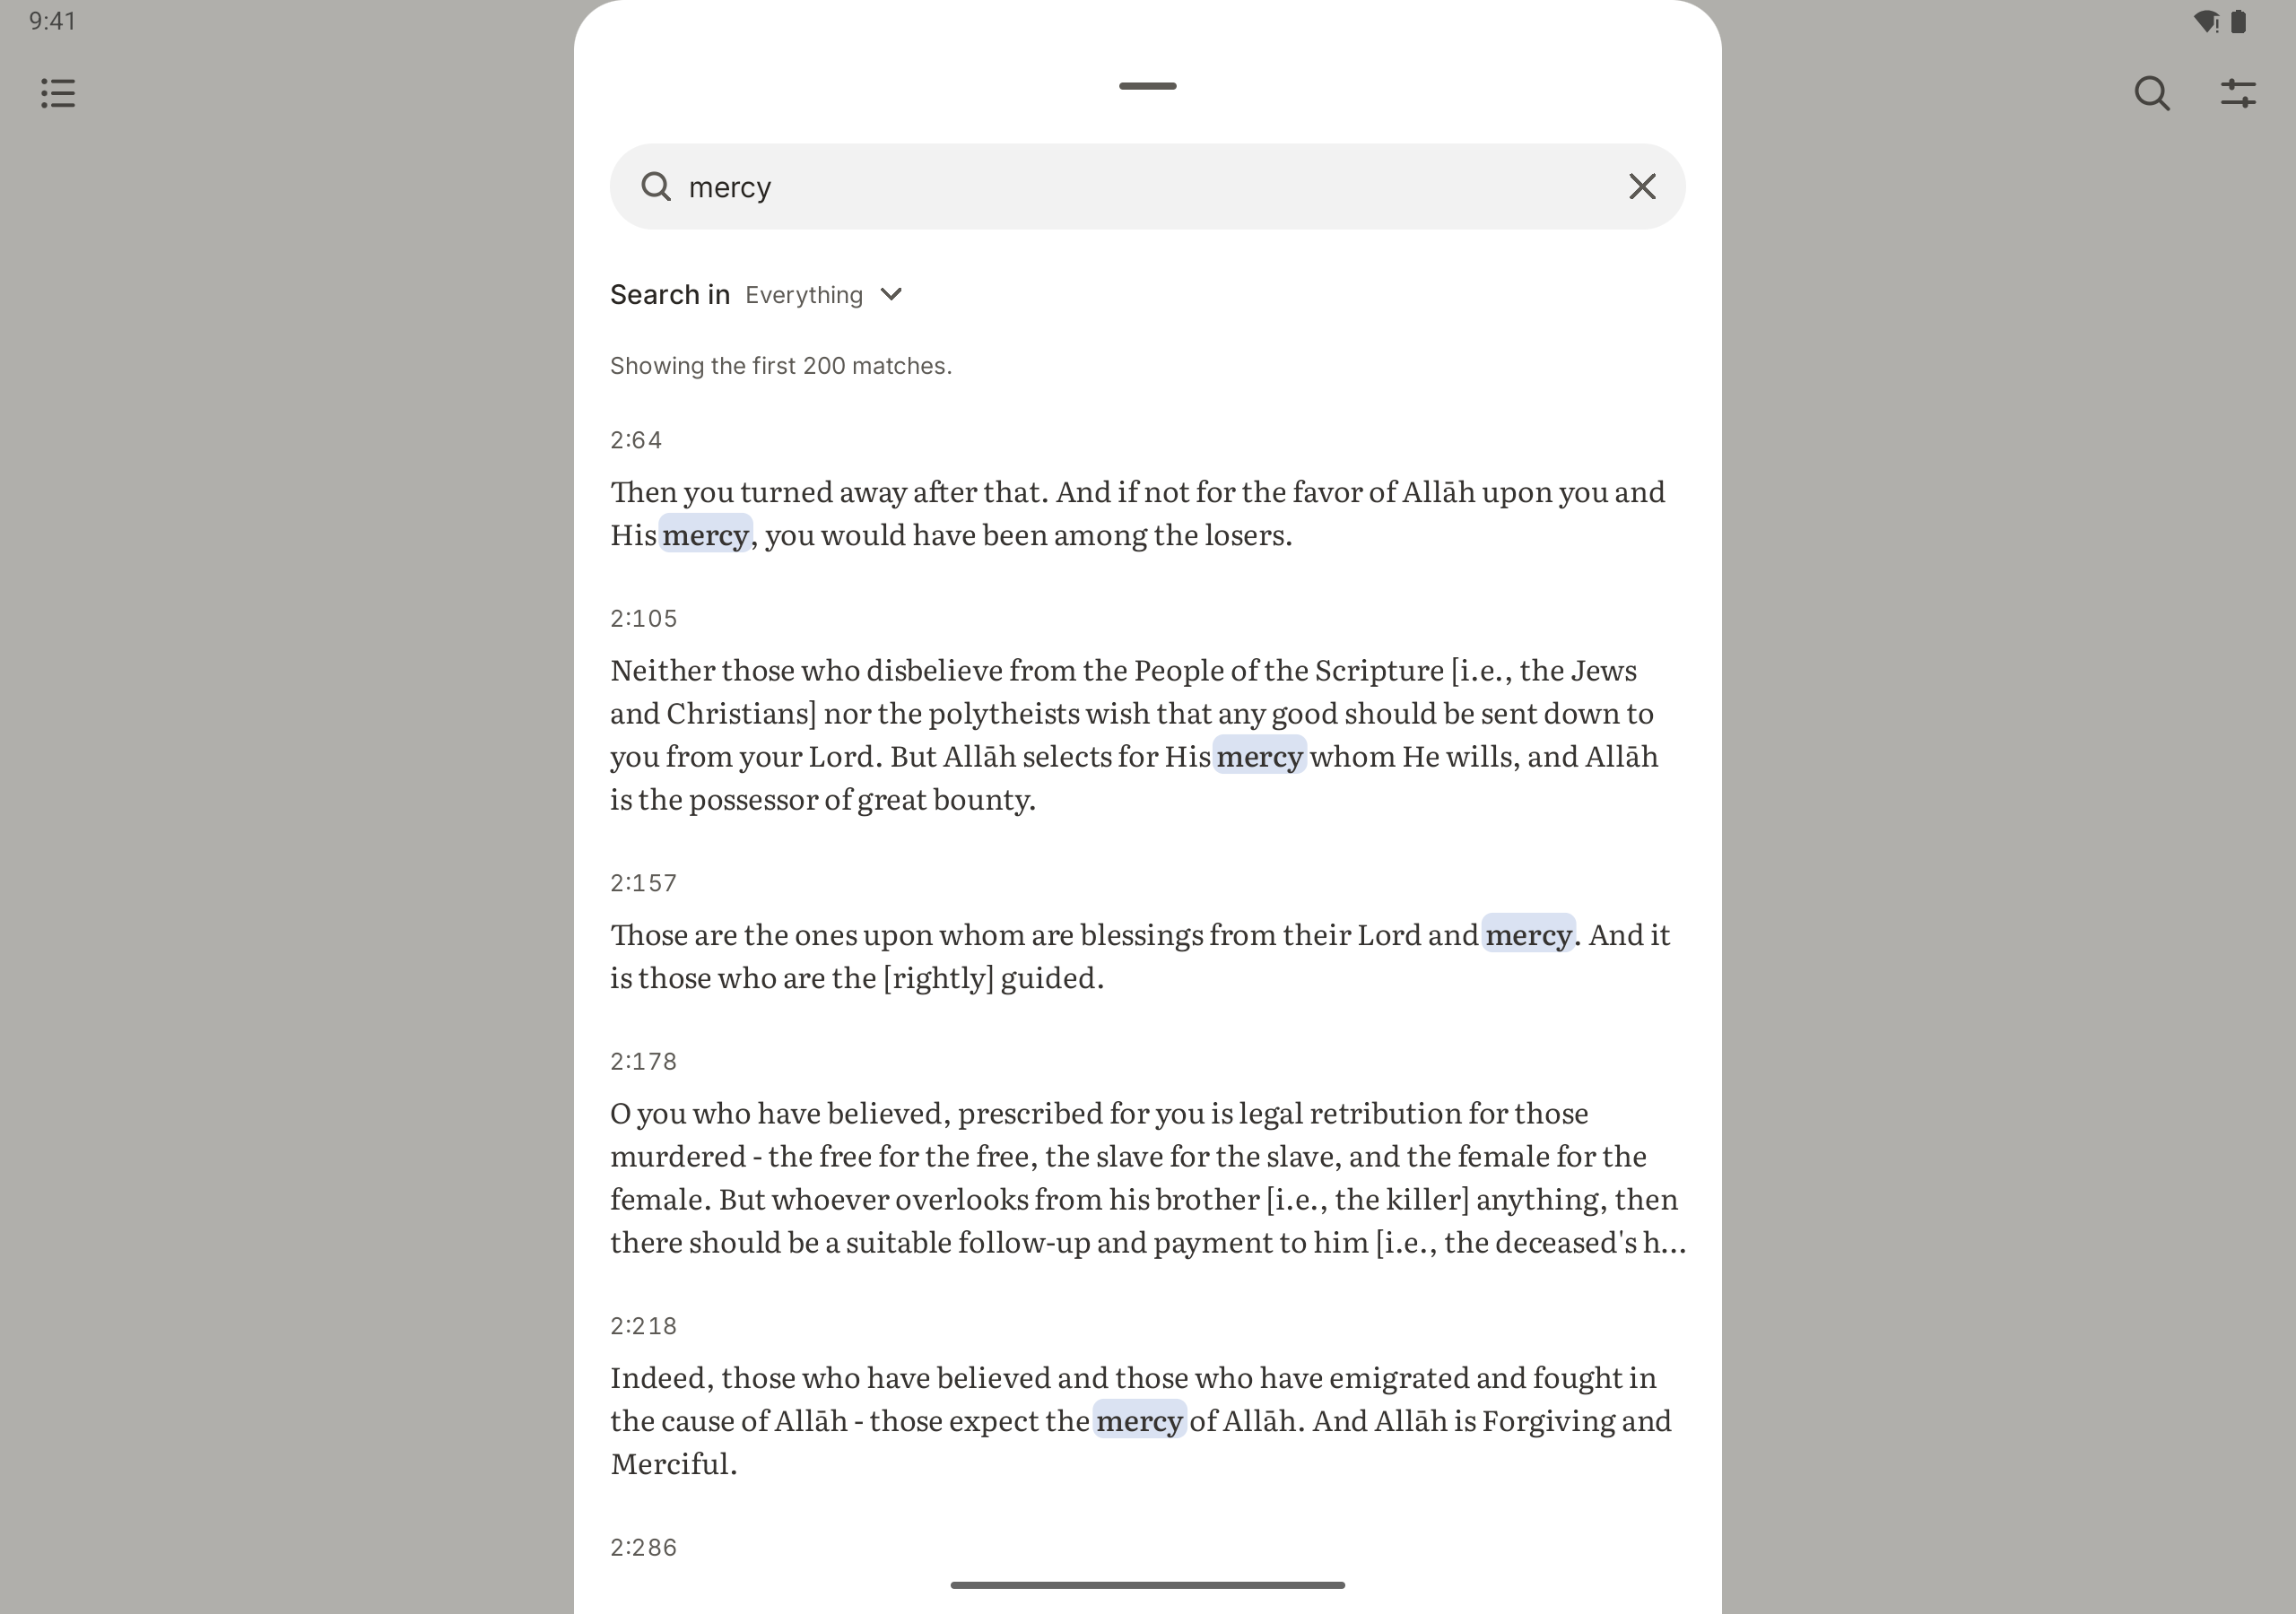 9:41
mercy
Search in Everything
Showing the first 200 matches.
2:64
Then you turned away after that. And if not for the favor of Allāh upon you and
His mercy, you would have been among the losers.
2:105
Neither those who disbelieve from the People of the Scripture [i.e., the Jews
and Christians] nor the polytheists wish that any good should be sent down to
you from your Lord. But Allāh selects for His mercy whom He wills, and Allāh
is the possessor of great bounty.
2:157
Those are the ones upon whom are blessings from their Lord and mercy. And it
is those who are the [rightly] guided.
2:178
O you who have believed, prescribed for you is legal retribution for those
murdered - the free for the free, the slave for the slave, and the female for the
female. But whoever overlooks from his brother [i.e., the killer] anything, then
there should be a suitable follow-up and payment to him [i.e., the deceased's h...
2:218
Indeed, those who have believed and those who have emigrated and fought in
the cause of Allāh - those expect the mercy of Allāh. And Allāh is Forgiving and
Merciful.
2:286